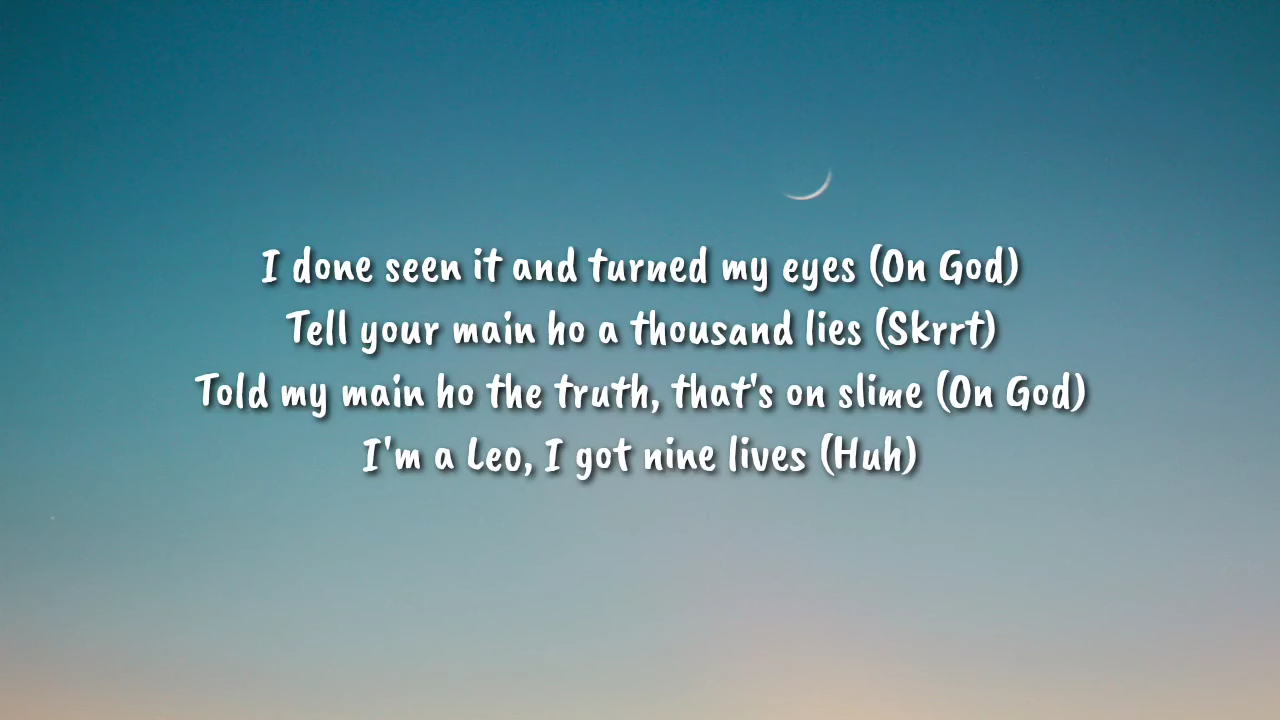 I done seen it and turned my eyes (On God)
Tell your main ho a thousand lies (Skrrt)
Told my main ho the truth, that's on slime (On God)
I'm a Leo, I got nine lives (Huh)